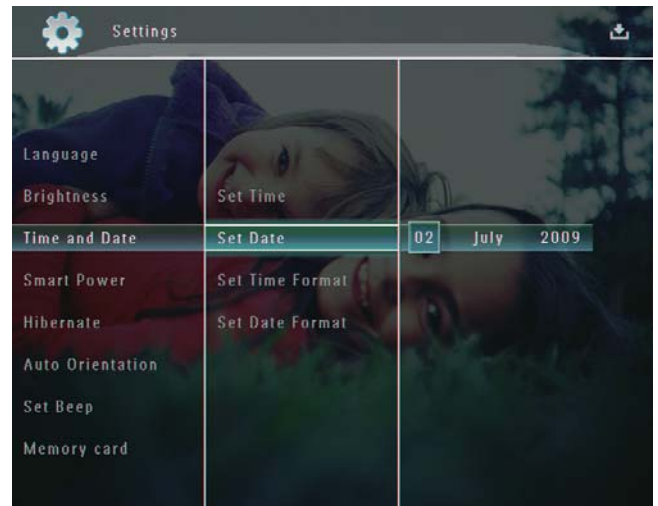 Settings
Language
Brightness
Time and Date
Smart Power
Hibernate
Auto Orientation
Set Beep
Memory card
Set Time
Set Date
Set Time Format
Set Date Format
02 July 2009